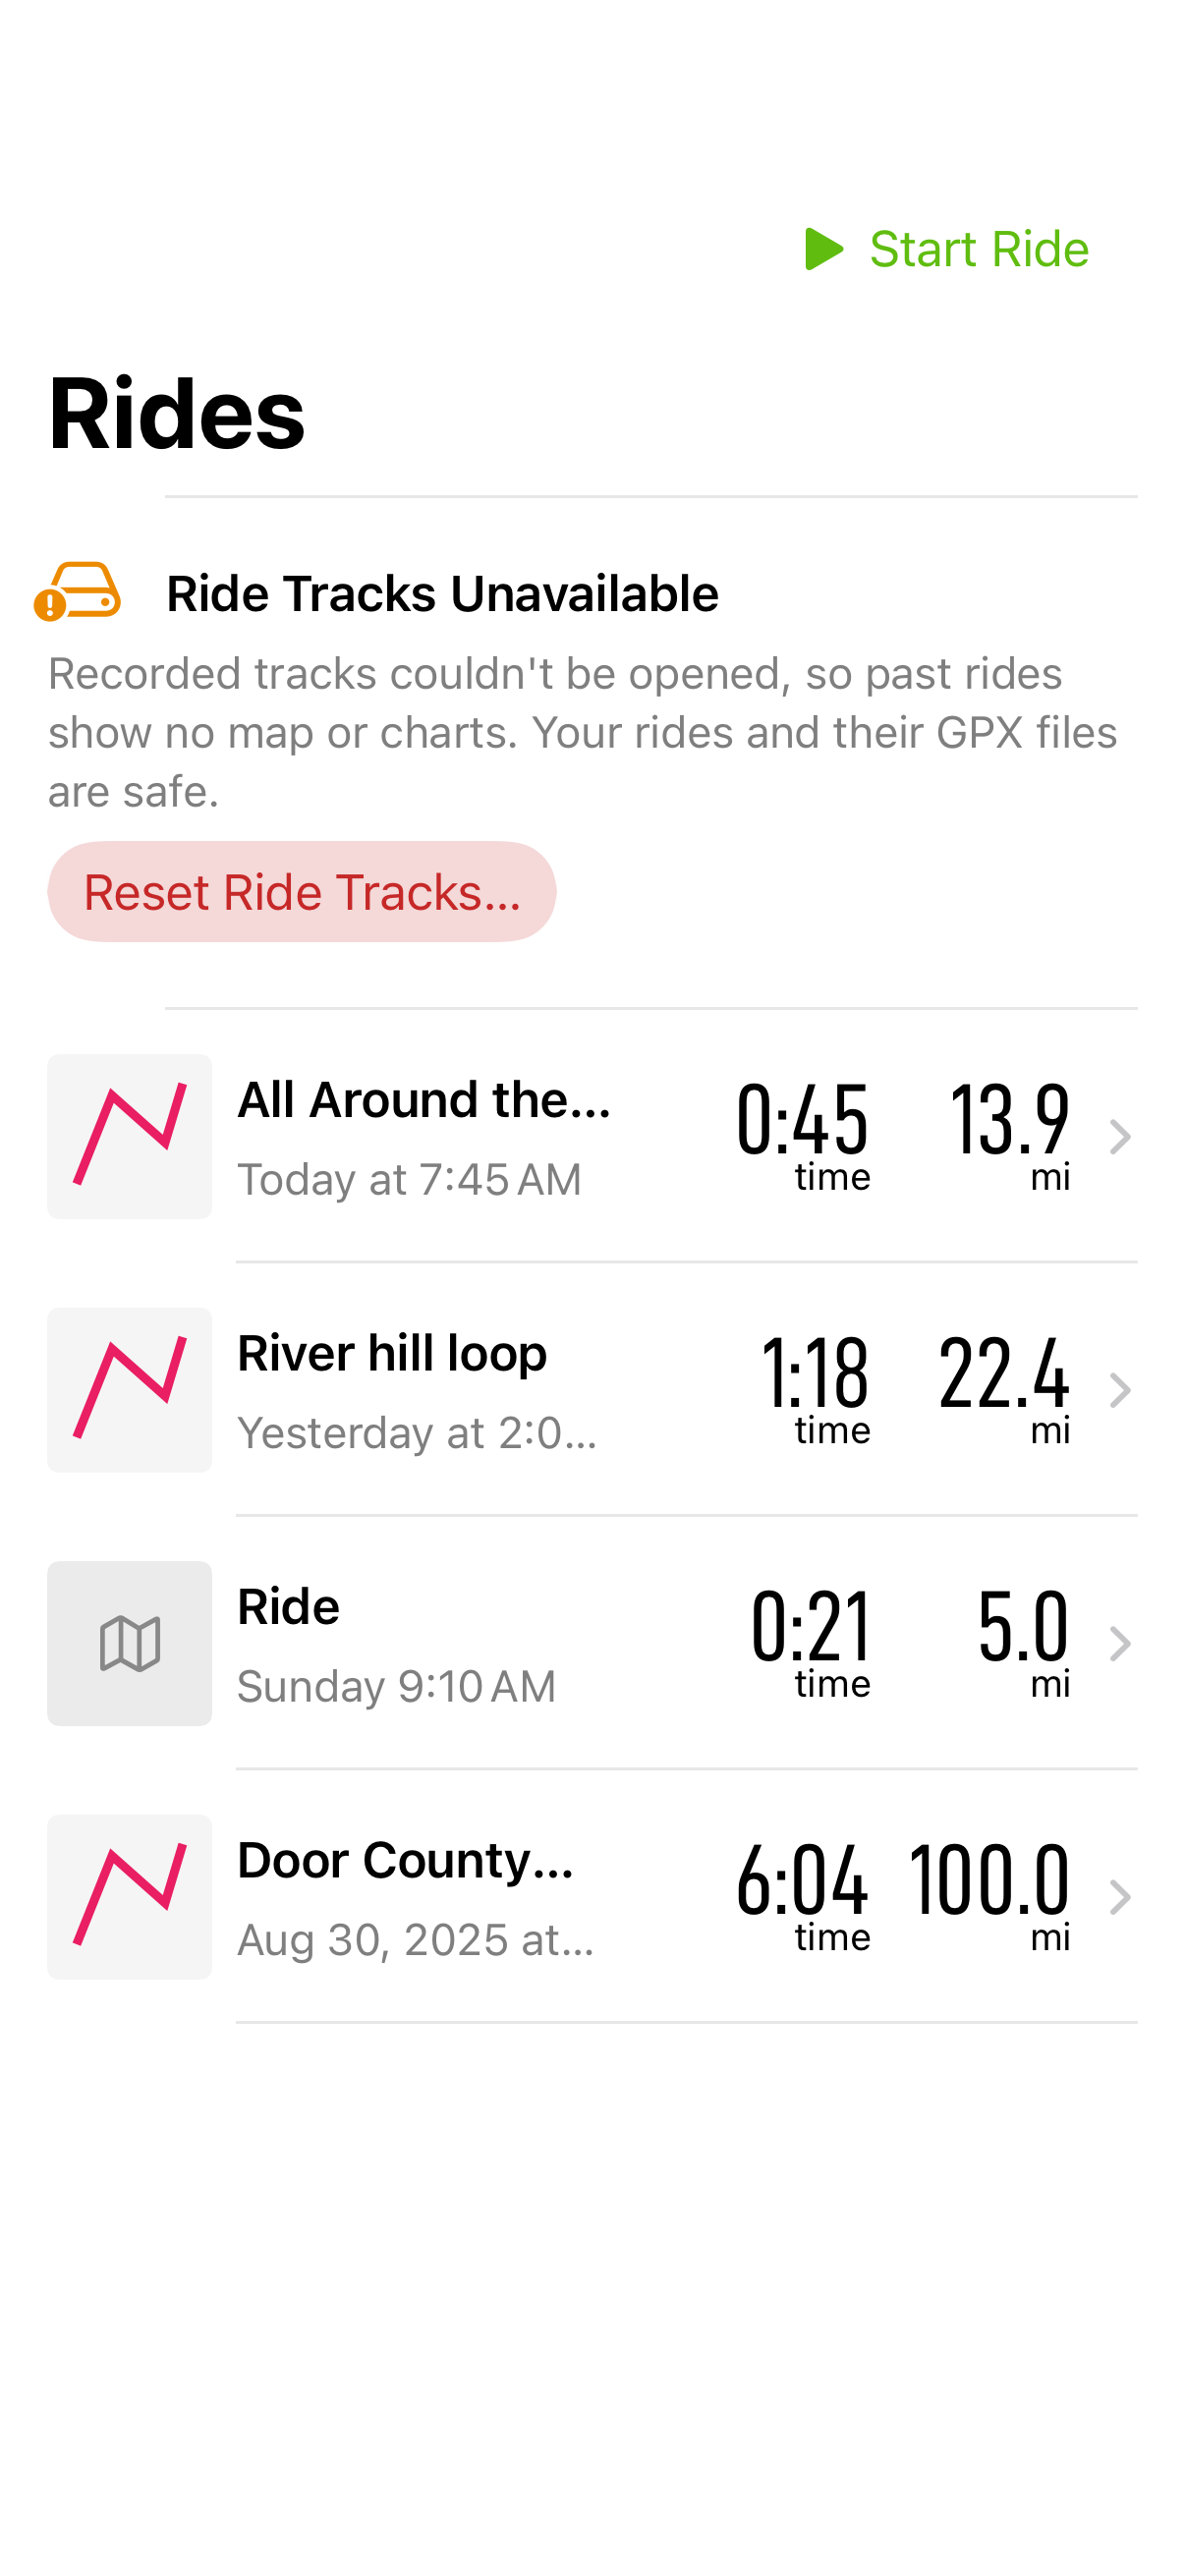 Start Ride
Rides
Ride Tracks Unavailable
Recorded tracks couldn't be opened, so past rides
show no map or charts. Your rides and their GPX files
are safe.
Reset Ride Tracks...
All Around the... 0:45 13.9
Today at 7:45 AM time mi
River hill loop 1:18 22.4
Yesterday at 2:0... time mi
Ride 0:21 5.0
Sunday 9:10 AM time mi
Door County... 6:04 100.0
Aug 30, 2025 at... time mi